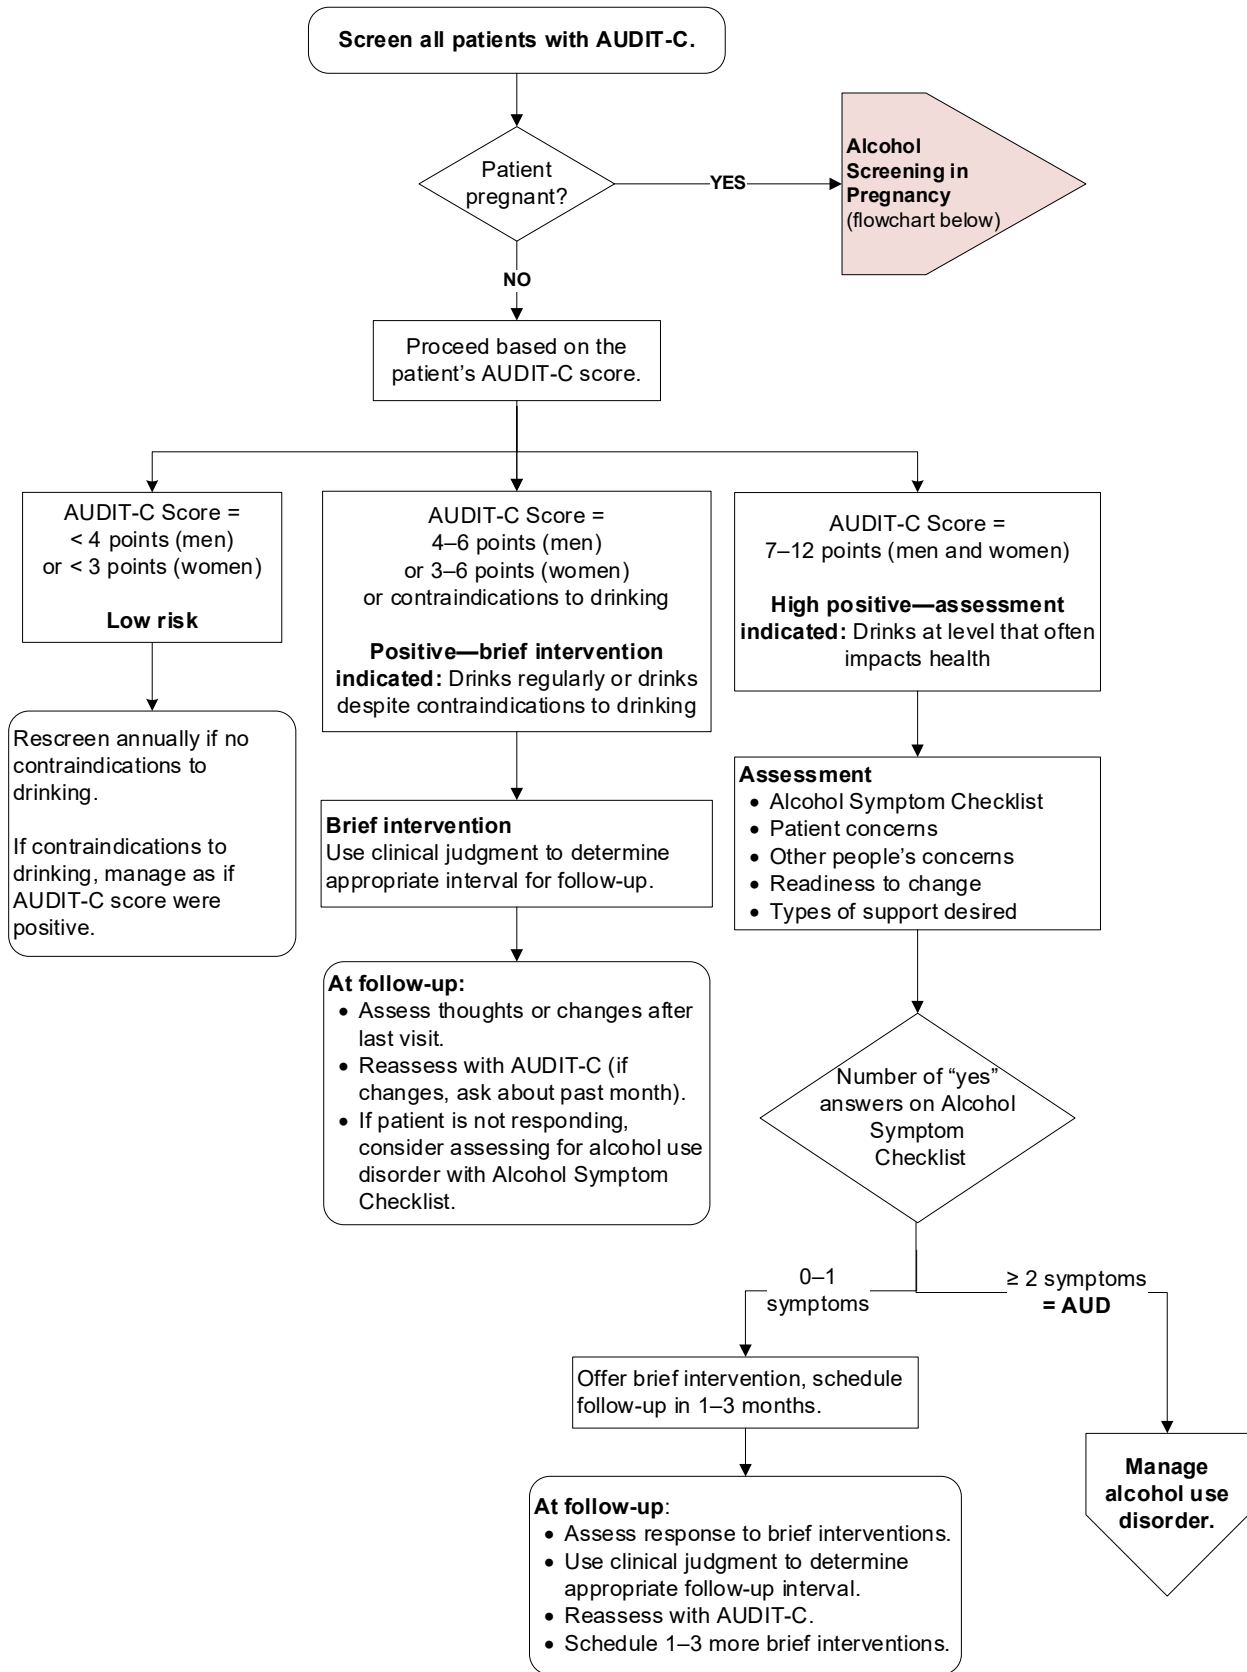 Screen all patients with AUDIT-C.
Patient
pregnant?
YES
Alcohol
Screening in
Pregnancy
(flowchart below)
NO
Proceed based on the
patient’s AUDIT-C score.
AUDIT-C Score =
< 4 points (men)
or < 3 points (women)
Low risk
AUDIT-C Score =
4–6 points (men)
or 3–6 points (women)
or contraindications to drinking
Positive—brief intervention
indicated: Drinks regularly or drinks
despite contraindications to drinking
AUDIT-C Score =
7–12 points (men and women)
High positive—assessment
indicated: Drinks at level that often
impacts health
Rescreen annually if no
contraindications to
drinking.
If contraindications to
drinking, manage as if
AUDIT-C score were
positive.
Brief intervention
Use clinical judgment to determine
appropriate interval for follow-up.
Assessment
• Alcohol Symptom Checklist
• Patient concerns
• Other people’s concerns
• Readiness to change
• Types of support desired
At follow-up:
• Assess thoughts or changes after
last visit.
• Reassess with AUDIT-C (if
changes, ask about past month).
• If patient is not responding,
consider assessing for alcohol use
disorder with Alcohol Symptom
Checklist.
Number of “yes”
answers on Alcohol
Symptom
Checklist
0–1
symptoms
≥ 2 symptoms
= AUD
Offer brief intervention, schedule
follow-up in 1–3 months.
Manage
alcohol use
disorder.
At follow-up:
• Assess response to brief interventions.
• Use clinical judgment to determine
appropriate follow-up interval.
• Reassess with AUDIT-C.
• Schedule 1–3 more brief interventions.